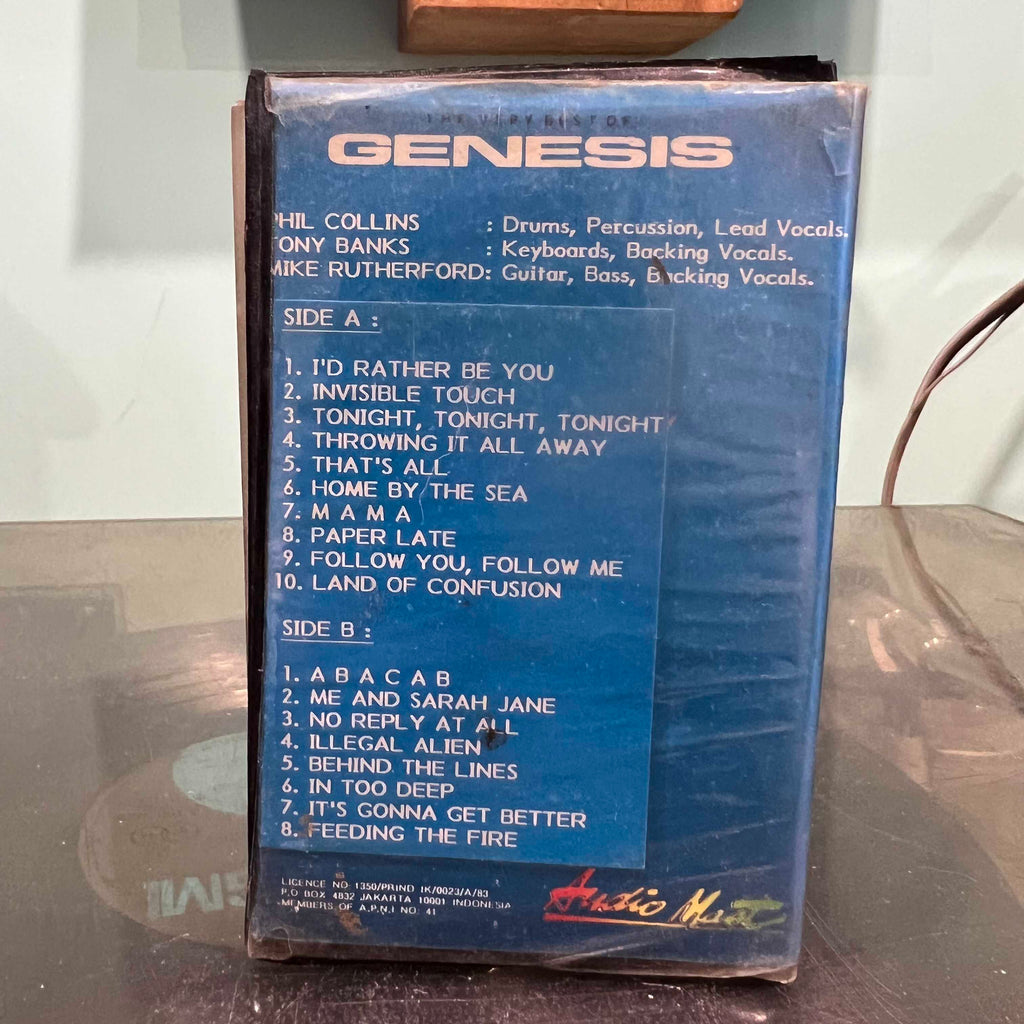 THE VERY BEST OF
GENESIS
PHIL COLLINS : Drums, Percussion, Lead Vocals.
TONY BANKS : Keyboards, Backing Vocals.
MIKE RUTHERFORD: Guitar, Bass, Backing Vocals.
SIDE A :
1. I'D RATHER BE YOU
2. INVISIBLE TOUCH
3. TONIGHT, TONIGHT, TONIGHT
4. THROWING IT ALL AWAY
5. THAT'S ALL
6. HOME BY THE SEA
7. M A M A
8. PAPER LATE
9. FOLLOW YOU, FOLLOW ME
10. LAND OF CONFUSION
SIDE B :
1. A B A C A B
2. ME AND SARAH JANE
3. NO REPLY AT ALL
4. ILLEGAL ALIEN
5. BEHIND THE LINES
6. IN TOO DEEP
7. IT'S GONNA GET BETTER
8. FEEDING THE FIRE
LICENCE NO 1350/PRIND IK/0023/A/83
P.O BOX 4832 JAKARTA 10001 INDONESIA
MEMBERS OF A.P.N.I NO. 41
Audio Mart